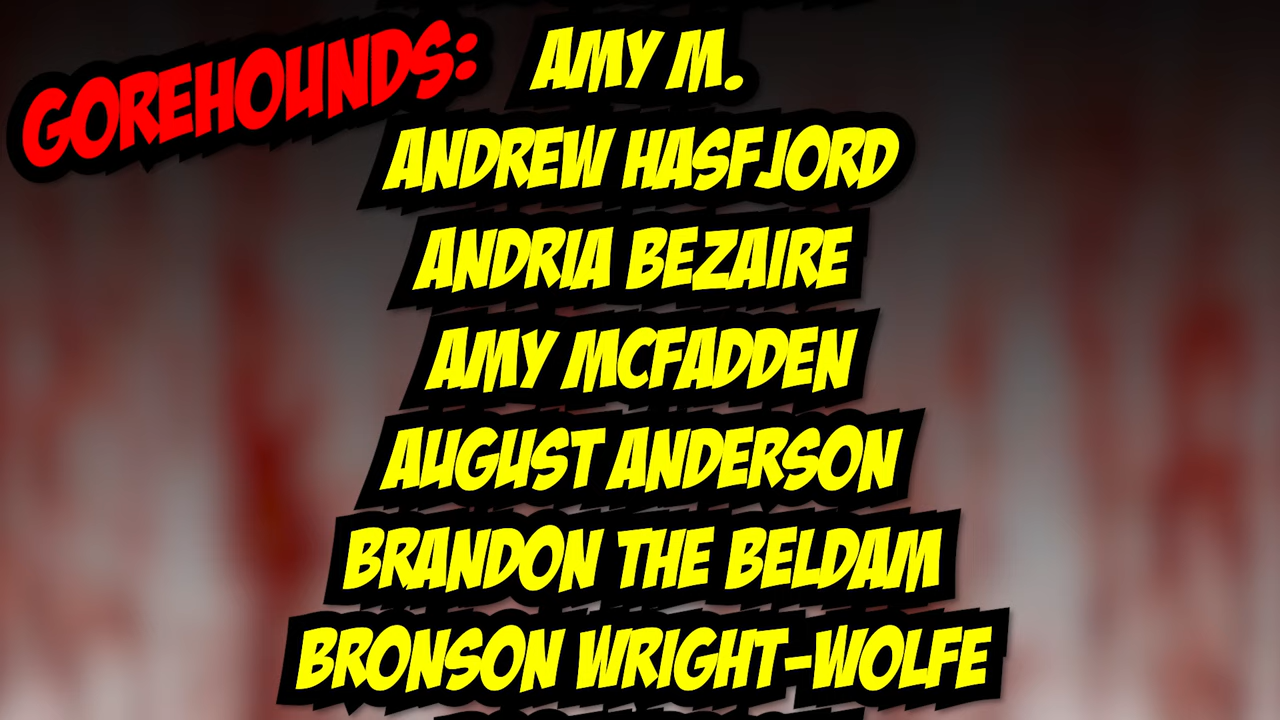 GOREHOUNDS:
AMY M.
ANDREW HASFJORD
ANDRIA BEZAIRE
AMY MCFADDEN
AUGUST ANDERSON
BRANDON THE BELDAM
BRONSON WRIGHT-WOLFE